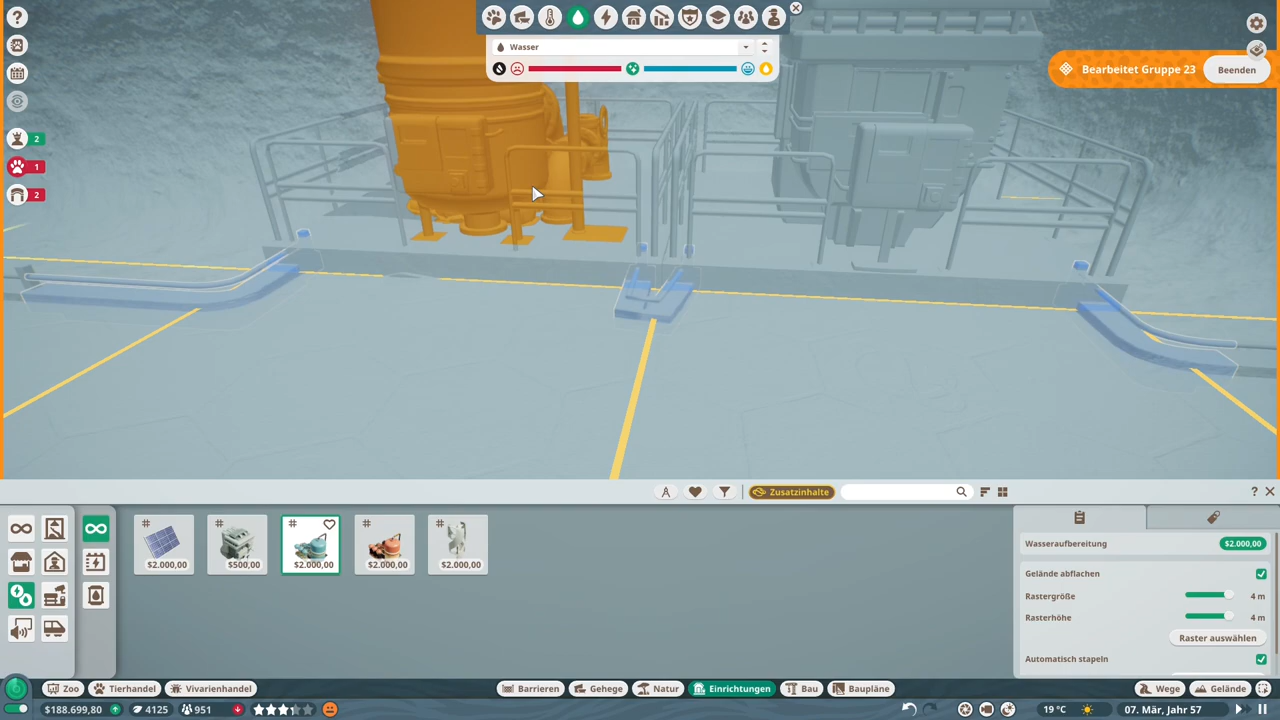 Wasser
Bearbeitet Gruppe 23
Beenden
2
1
2
Zusatzinhalte
?
$2.000,00
$500,00
$2.000,00
$2.000,00
$2.000,00
Wasseraufbereitung
$2.000,00
Gelände abflachen
Rastergröße
4 m
Rasterhöhe
4 m
Raster auswählen
Automatisch stapeln
Zoo
Tierhandel
Vivarienhandel
Barrieren
Gehege
Natur
Einrichtungen
Bau
Baupläne
Wege
Gelände
$188.699,80
4125
951
19 °C
07. Mär, Jahr 57